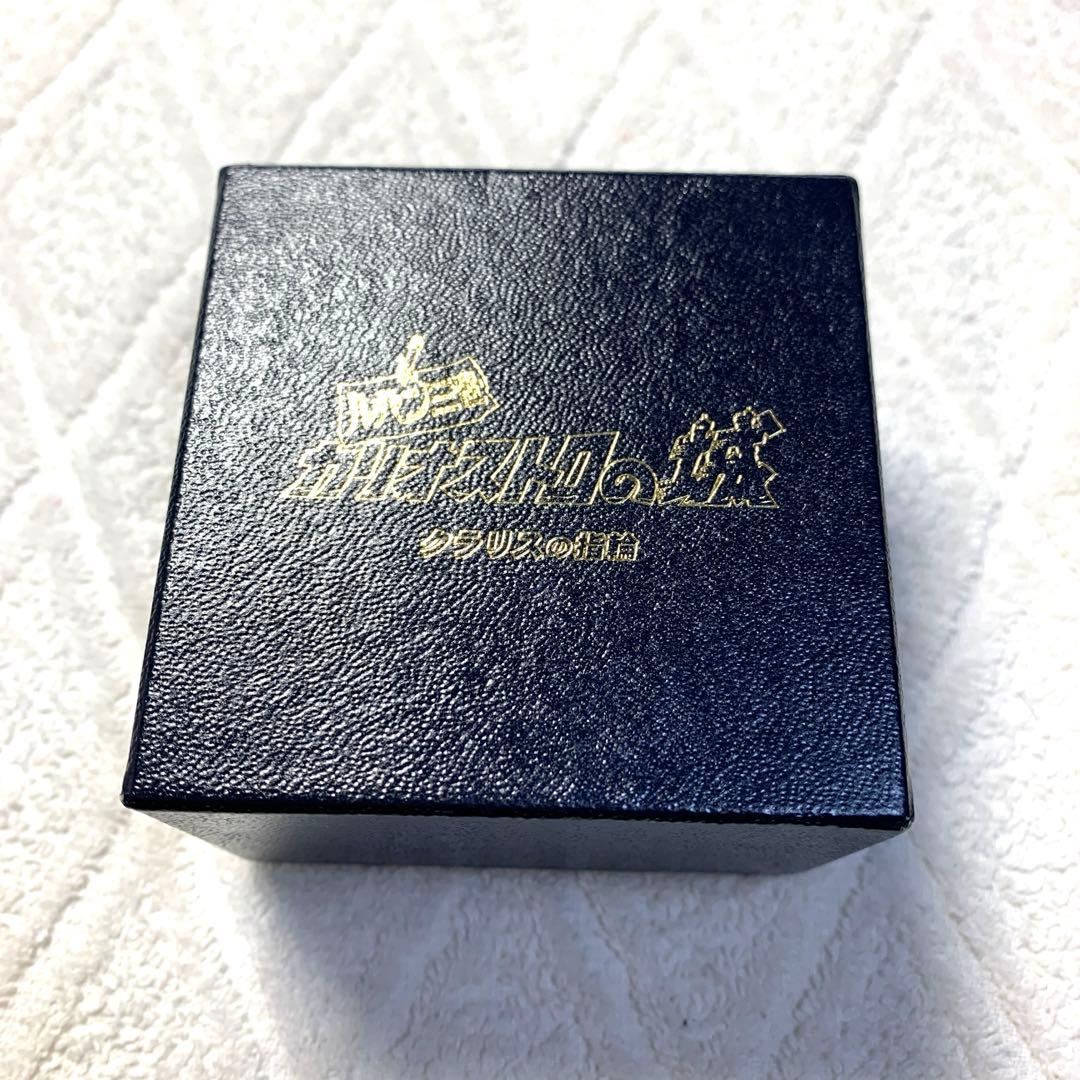 ルパン三世
カリオストロの城
クラリスの指輪